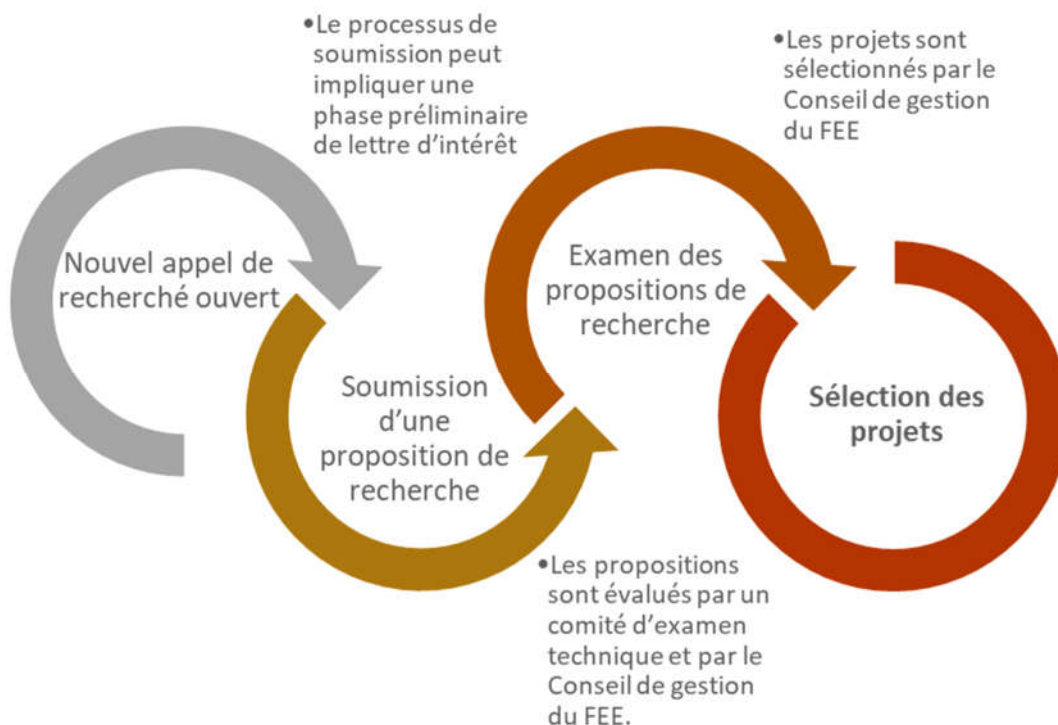 •Le processus de
soumission peut
impliquer une
phase préliminaire
de lettre d’intérêt
•Les projets sont
sélectionnés par le
Conseil de gestion
du FEE
Nouvel appel de
recherché ouvert
Soumission
d’une
proposition de
recherche
Examen des
propositions de
recherche
Sélection des
projets
•Les propositions
sont évalués par un
comité d’examen
technique et par le
Conseil de gestion
du FEE.